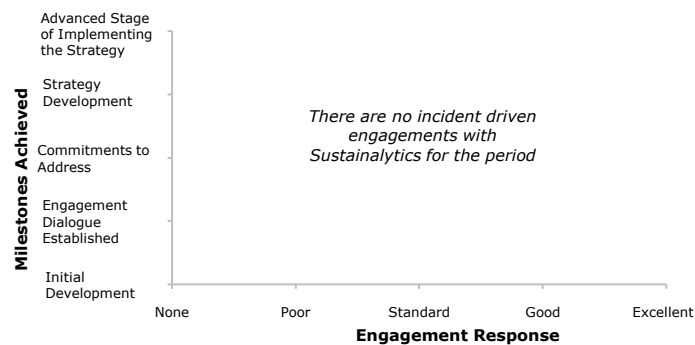 Advanced Stage
of Implementing
the Strategy
Strategy
Development
Commitments to
Address
Engagement
Dialogue
Established
Initial
Development
Milestones Achieved
There are no incident driven
engagements with
Sustainalytics for the period
None
Poor
Standard
Good
Excellent
Engagement Response